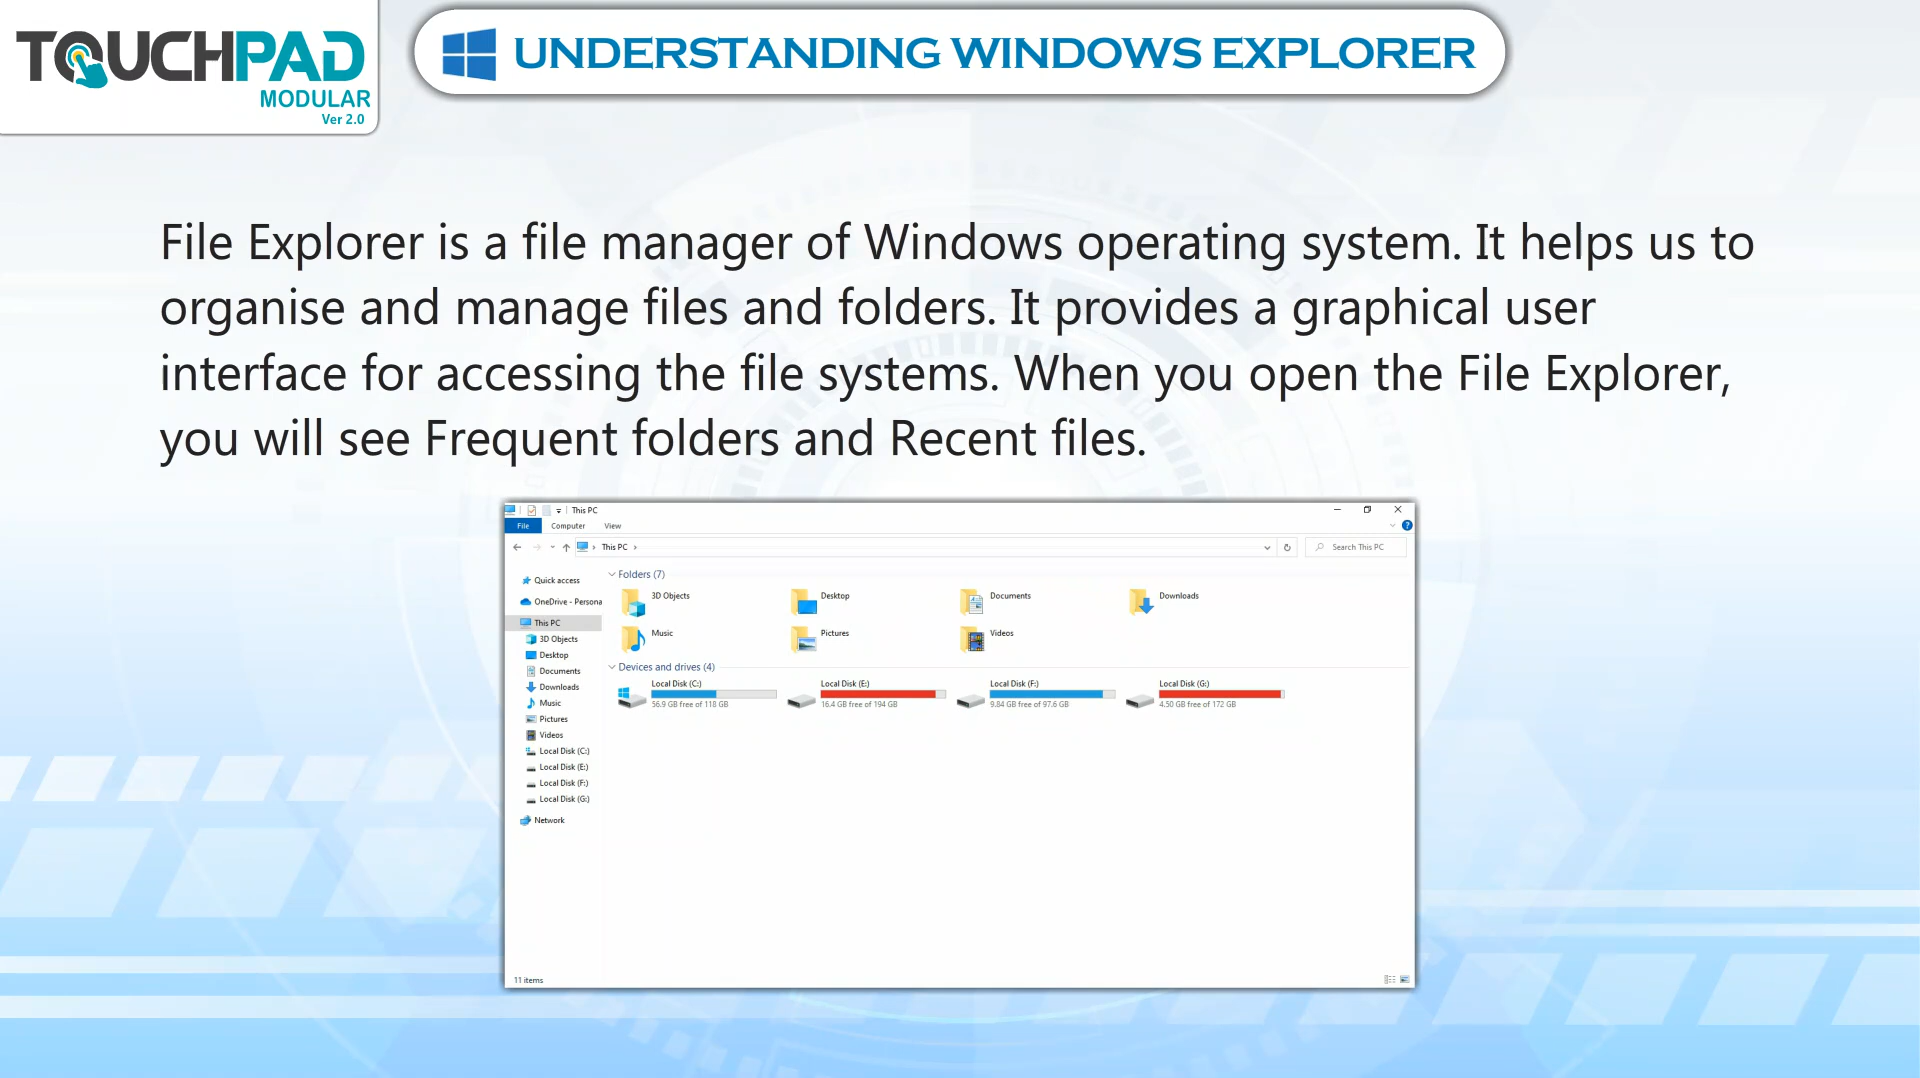 TOUCHPAD
MODULAR
Ver 2.0
UNDERSTANDING WINDOWS EXPLORER
File Explorer is a file manager of Windows operating system. It helps us to
organise and manage files and folders. It provides a graphical user
interface for accessing the file systems. When you open the File Explorer,
you will see Frequent folders and Recent files.
This PC
File Computer View
This PC
Search This PC
Quick access
OneDrive - Persona
This PC
3D Objects
Desktop
Documents
Downloads
Music
Pictures
Videos
Local Disk (C:)
Local Disk (E:)
Local Disk (F:)
Local Disk (G:)
Network
Folders (7)
3D Objects Desktop Documents Downloads
Music Pictures Videos
Devices and drives (4)
Local Disk (C:) Local Disk (E:) Local Disk (F:) Local Disk (G:)
56.9 GB free of 118 GB 16.4 GB free of 194 GB 9.84 GB free of 97.6 GB 4.50 GB free of 172 GB
11 items